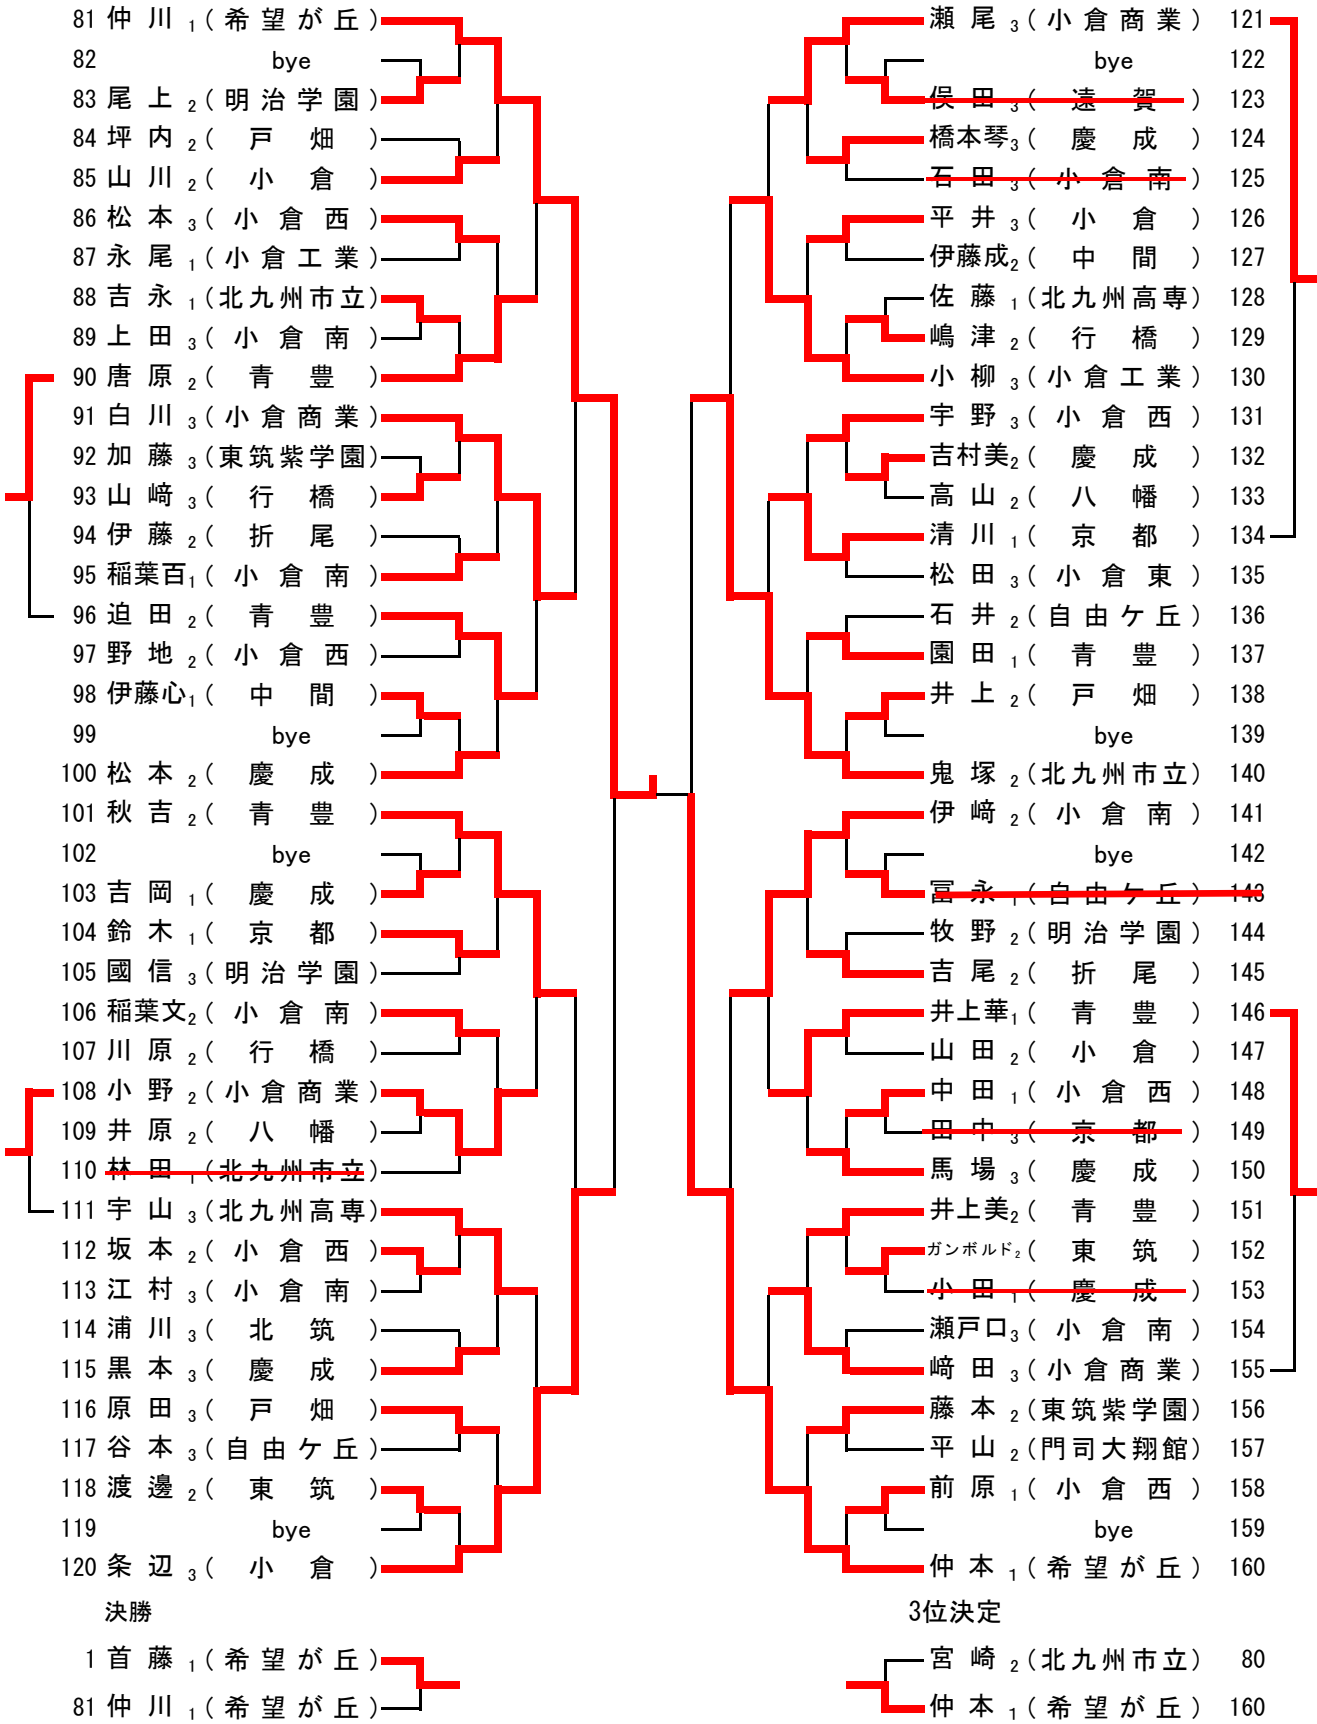 81 仲川 1 (希望が丘)
82 bye
83 尾上 2 (明治学園)
84 坪内 2 (戸畑)
85 山川 2 (小倉)
86 松本 3 (小倉西)
87 永尾 1 (小倉工業)
88 吉永 1 (北九州市立)
89 上田 3 (小倉南)
90 唐原 2 (青豊)
91 白川 3 (小倉商業)
92 加藤 3 (東筑紫学園)
93 山﨑 3 (行橋)
94 伊藤 2 (折尾)
95 稲葉百 1 (小倉南)
96 迫田 2 (青豊)
97 野地 2 (小倉西)
98 伊藤心 1 (中間)
99 bye
100 松本 2 (慶成)
101 秋吉 2 (青豊)
102 bye
103 吉岡 1 (慶成)
104 鈴木 1 (京都)
105 國信 3 (明治学園)
106 稲葉文 2 (小倉南)
107 川原 2 (行橋)
108 小野 2 (小倉商業)
109 井原 2 (八幡)
110 林田 1 (北九州市立)
111 宇山 3 (北九州高専)
112 坂本 2 (小倉西)
113 江村 3 (小倉南)
114 浦川 3 (北筑)
115 黒本 3 (慶成)
116 原田 3 (戸畑)
117 谷本 3 (自由ケ丘)
118 渡邊 2 (東筑)
119 bye
120 条辺 3 (小倉)
決勝
1 首藤 1 (希望が丘)
81 仲川 1 (希望が丘)
瀬尾 3 (小倉商業) 121
bye 122
俣田 3 (遠賀) 123
橋本琴 3 (慶成) 124
石田 3 (小倉南) 125
平井 3 (小倉) 126
伊藤成 2 (中間) 127
佐藤 1 (北九州高専) 128
嶋津 2 (行橋) 129
小柳 3 (小倉工業) 130
宇野 3 (小倉西) 131
吉村美 2 (慶成) 132
高山 2 (八幡) 133
清川 1 (京都) 134
松田 3 (小倉東) 135
石井 2 (自由ケ丘) 136
園田 1 (青豊) 137
井上 2 (戸畑) 138
bye 139
鬼塚 2 (北九州市立) 140
伊﨑 2 (小倉南) 141
bye 142
冨永 1 (自由ケ丘) 143
牧野 2 (明治学園) 144
吉尾 2 (折尾) 145
井上華 1 (青豊) 146
山田 2 (小倉) 147
中田 1 (小倉西) 148
田中 3 (京都) 149
馬場 3 (慶成) 150
井上美 2 (青豊) 151
ガンボルド 2 (東筑) 152
小田 1 (慶成) 153
瀬戸口 3 (小倉南) 154
﨑田 3 (小倉商業) 155
藤本 2 (東筑紫学園) 156
平山 2 (門司大翔館) 157
前原 1 (小倉西) 158
bye 159
仲本 1 (希望が丘) 160
3位決定
宮崎 2 (北九州市立) 80
仲本 1 (希望が丘) 160